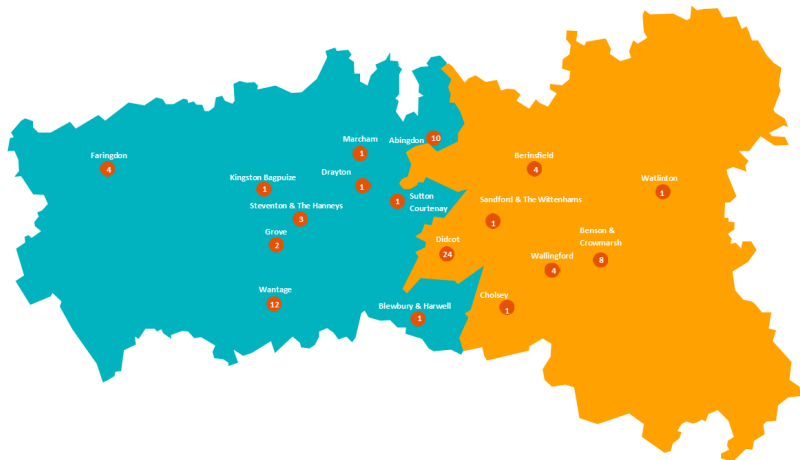 Marcham
1
Abingdon
10
Faringdon
4
Berinsfield
4
Drayton
1
Kingston Bagpuize
1
Watlinton
1
Sutton
Courtenay
1
Sandford & The Wittenhams
1
Steventon & The Hanneys
3
Grove
2
Didcot
24
Benson &
Crowmarsh
8
Wallingford
4
Wantage
12
Cholsey
1
Blewbury & Harwell
1